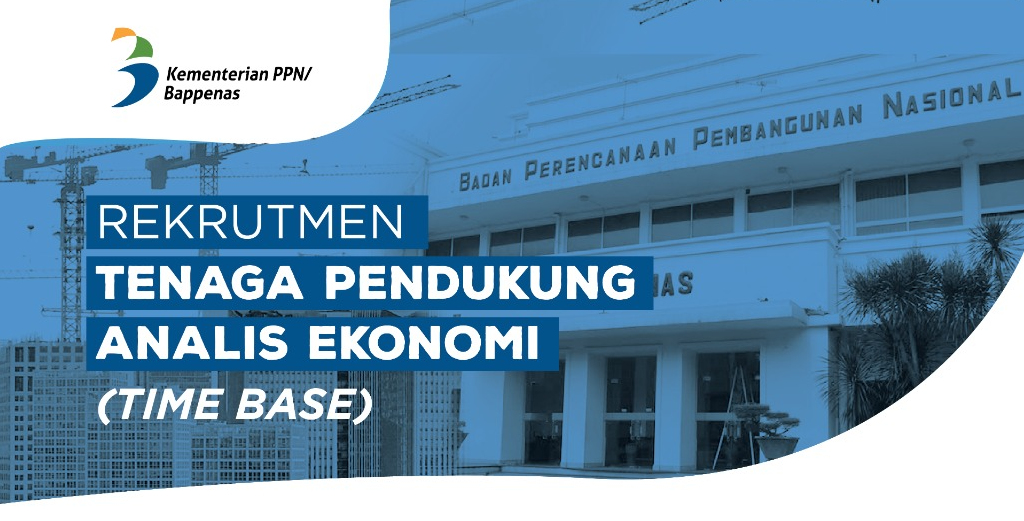 Kementerian PPN/
Bappenas
BADAN PERENCANAAN PEMBANGUNAN NASIONAL
REKRUTMEN
TENAGA PENDUKUNG
ANALIS EKONOMI
(TIME BASE)